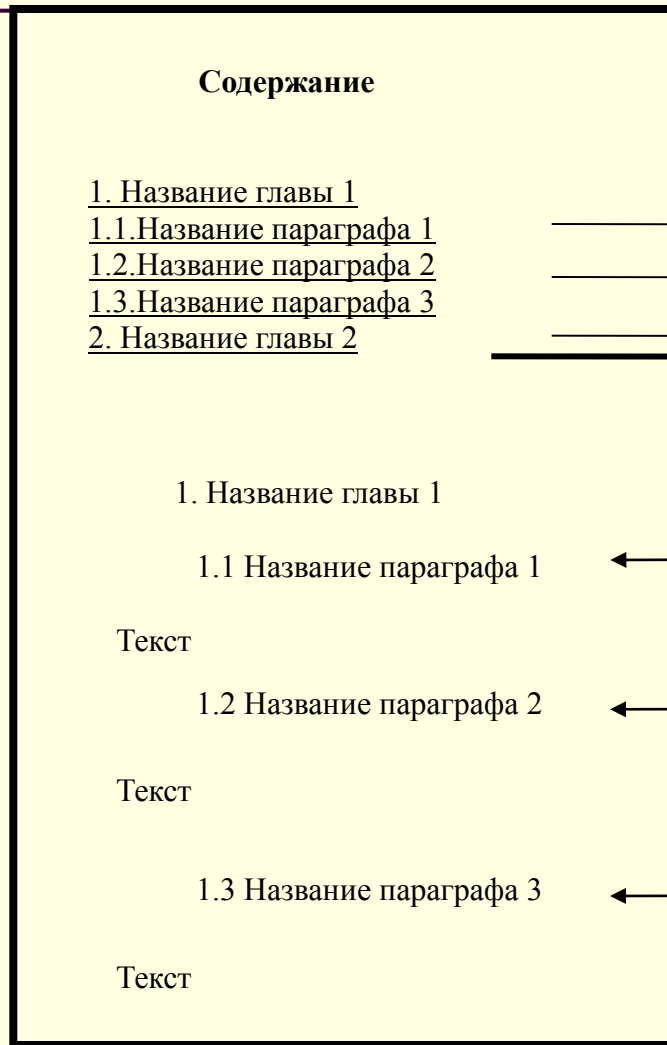 Содержание
1. Название главы 1
1.1.Название параграфа 1
1.2.Название параграфа 2
1.3.Название параграфа 3
2. Название главы 2
1. Название главы 1
1.1 Название параграфа 1
Текст
1.2 Название параграфа 2
Текст
1.3 Название параграфа 3
Текст